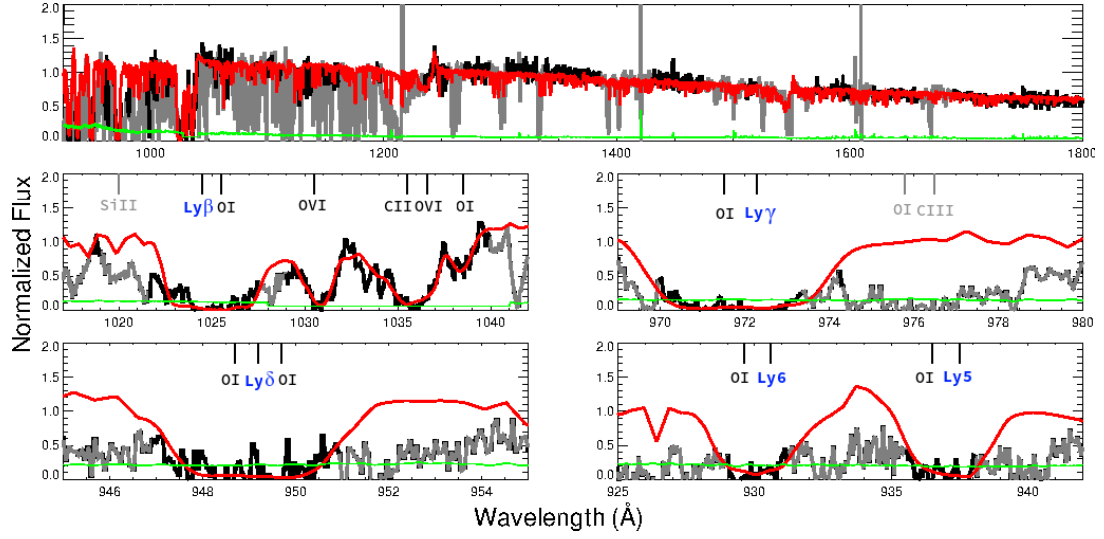 2.0
1.5
1.0
0.5
0.0
1000 1200 1400 1600 1800
Normalized Flux
2.0
1.5
1.0
0.5
0.0
SiII Lyβ OI OVI CII OVI OI
1020 1025 1030 1035 1040
2.0
1.5
1.0
0.5
0.0
OI Lyγ OI CIII
970 972 974 976 978 980
2.0
1.5
1.0
0.5
0.0
OI Lyδ OI
946 948 950 952 954
2.0
1.5
1.0
0.5
0.0
OI Ly6 OI Ly5
925 930 935 940
Wavelength (Å)